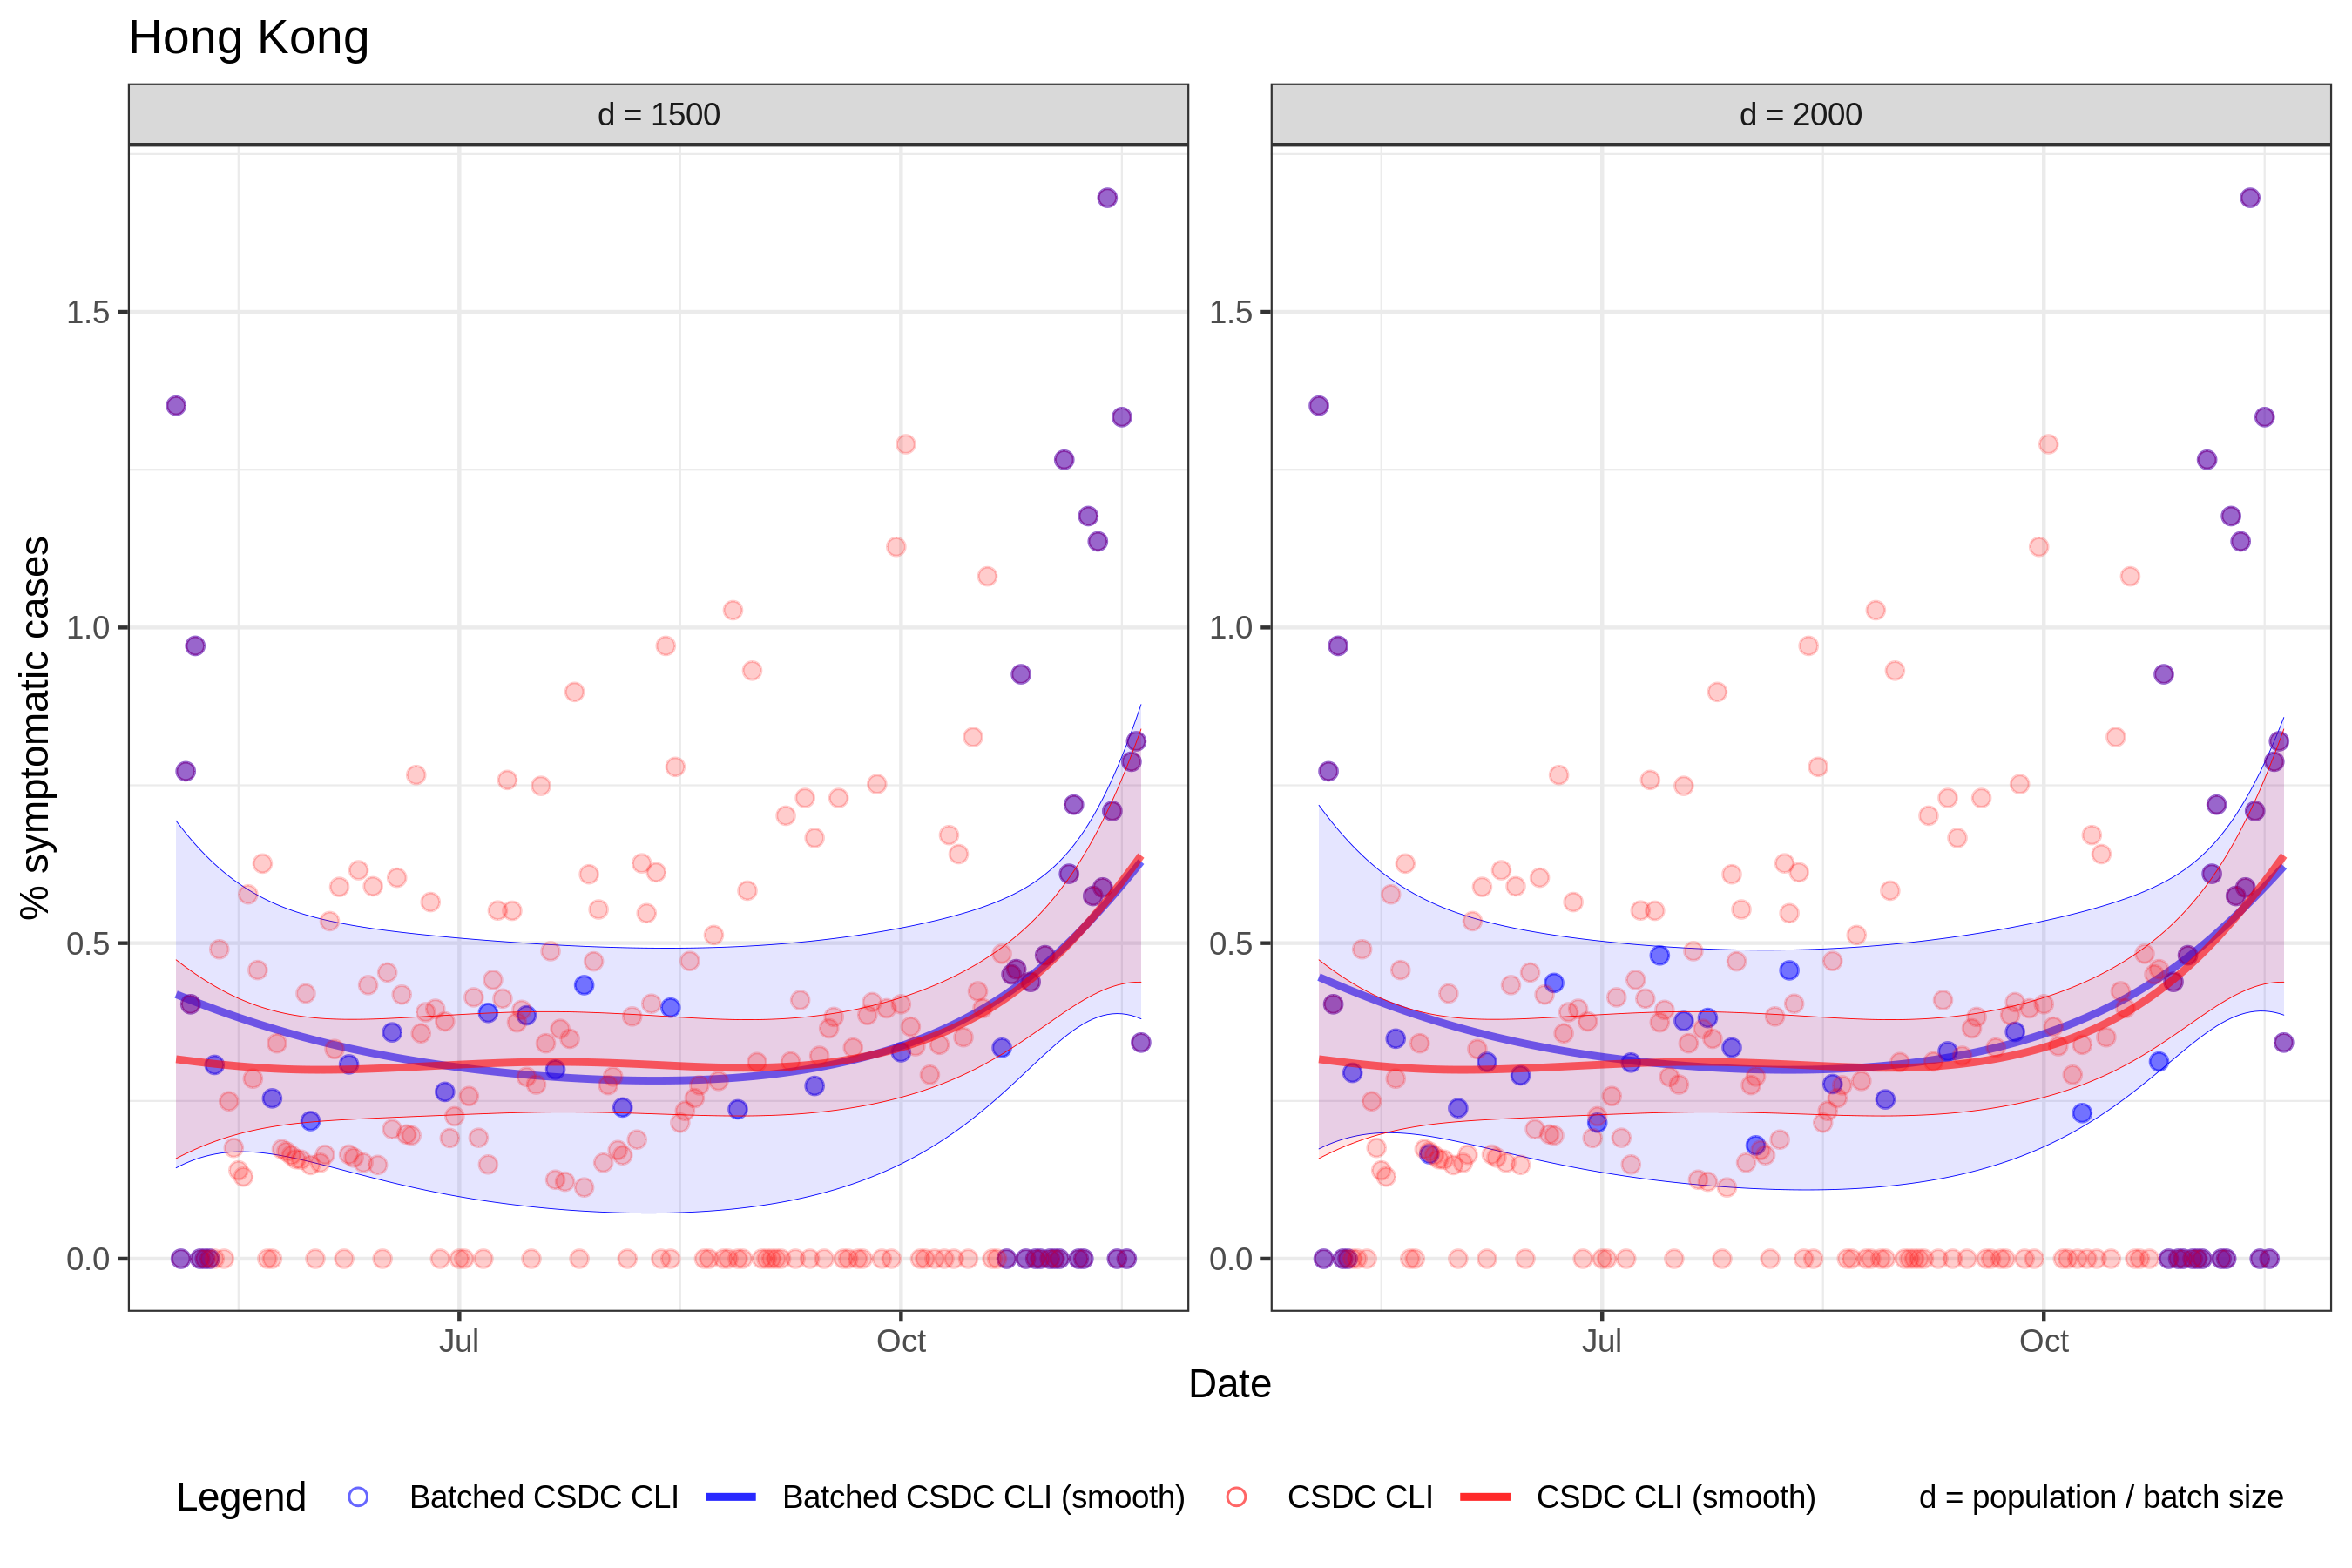 Hong Kong
d = 1500
d = 2000
% symptomatic cases
1.5
1.0
0.5
0.0
1.5
1.0
0.5
0.0
Jul
Oct
Jul
Oct
Date
Legend
Batched CSDC CLI
Batched CSDC CLI (smooth)
CSDC CLI
CSDC CLI (smooth)
d = population / batch size